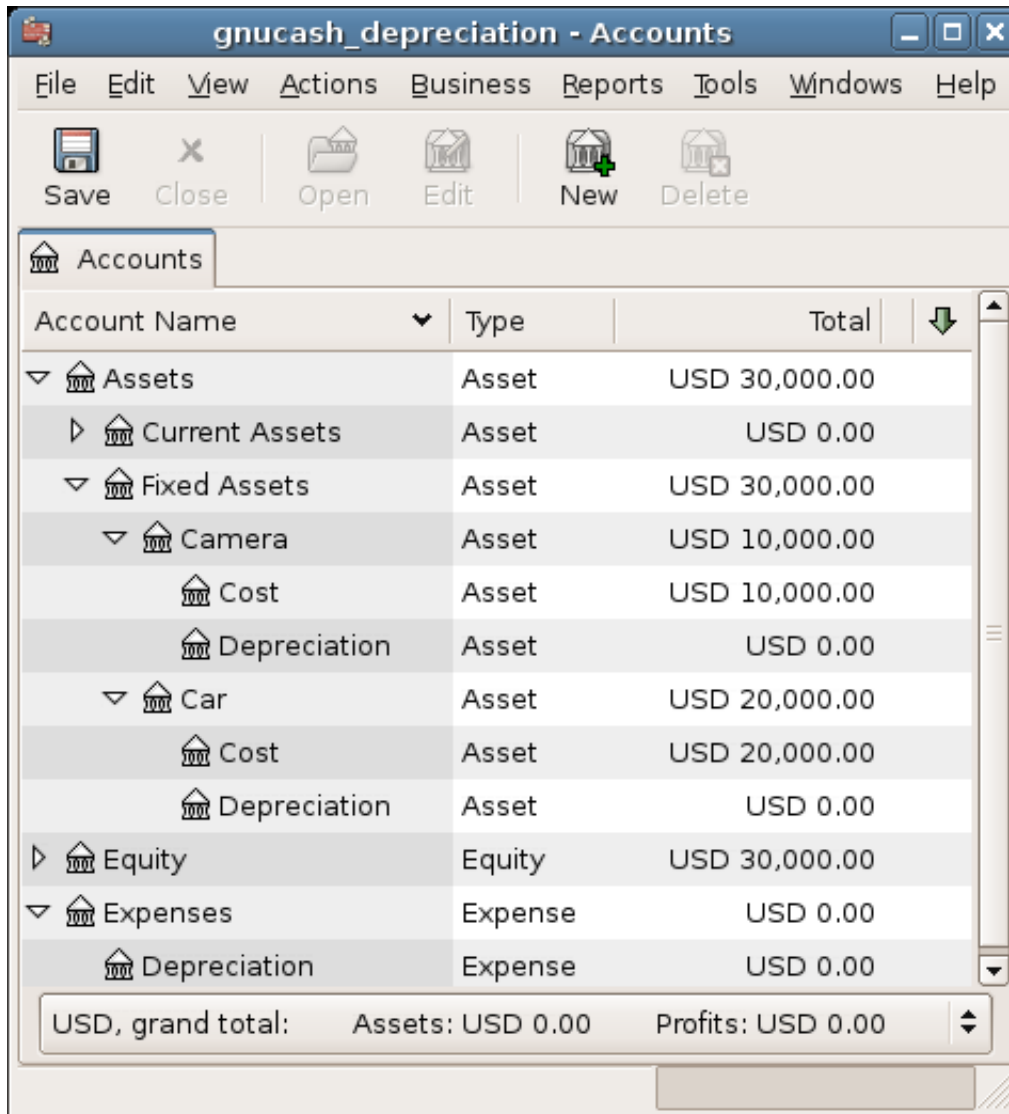 gnucash_depreciation - Accounts
File Edit View Actions Business Reports Tools Windows Help
Save Close Open Edit New Delete
Accounts
Account Name Type Total
Assets Asset USD 30,000.00
Current Assets Asset USD 0.00
Fixed Assets Asset USD 30,000.00
Camera Asset USD 10,000.00
Cost Asset USD 10,000.00
Depreciation Asset USD 0.00
Car Asset USD 20,000.00
Cost Asset USD 20,000.00
Depreciation Asset USD 0.00
Equity Equity USD 30,000.00
Expenses Expense USD 0.00
Depreciation Expense USD 0.00
USD, grand total: Assets: USD 0.00 Profits: USD 0.00